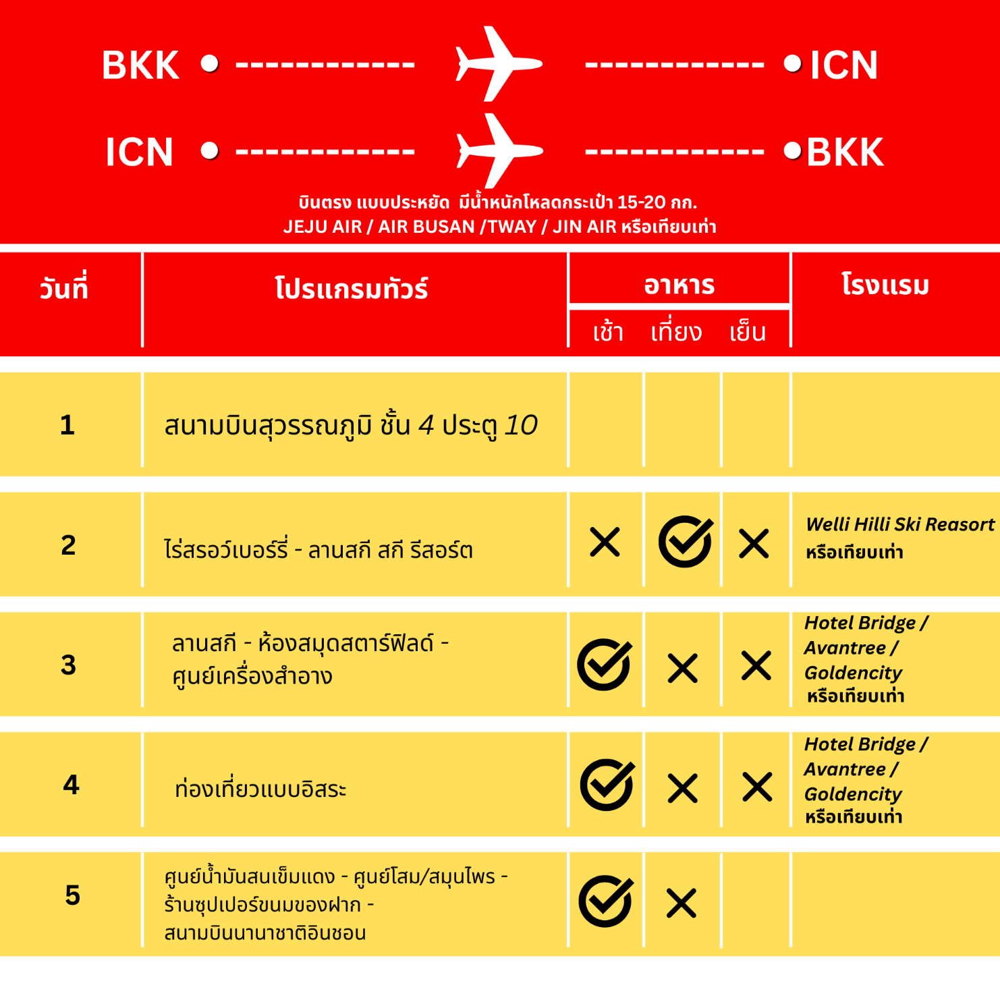 BKK ICN
ICN BKK
บินตรง แบบประหยัด มีน้ำหนักโหลดกระเป๋า 15-20 กก.
JEJU AIR / AIR BUSAN /TWAY / JIN AIR หรือเทียบเท่า
วันที่ โปรแกรมทัวร์ อาหาร โรงแรม
เช้า เที่ยง เย็น
1 สนามบินสุวรรณภูมิ ชั้น 4 ประตู 10
2 ไร่สรอว์เบอร์รี่ - ลานสกี สกี รีสอร์ต
Welli Hilli Ski Reasort
หรือเทียบเท่า
3
ลานสกี - ห้องสมุดสตาร์ฟิลด์ -
ศูนย์เครื่องสำอาง
Hotel Bridge /
Avantree /
Goldencity
หรือเทียบเท่า
4 ท่องเที่ยวแบบอิสระ
Hotel Bridge /
Avantree /
Goldencity
หรือเทียบเท่า
5
ศูนย์น้ำมันสนเข็มแดง - ศูนย์โสม/สมุนไพร -
ร้านซุปเปอร์ขนมของฝาก -
สนามบินนานาชาติอินชอน